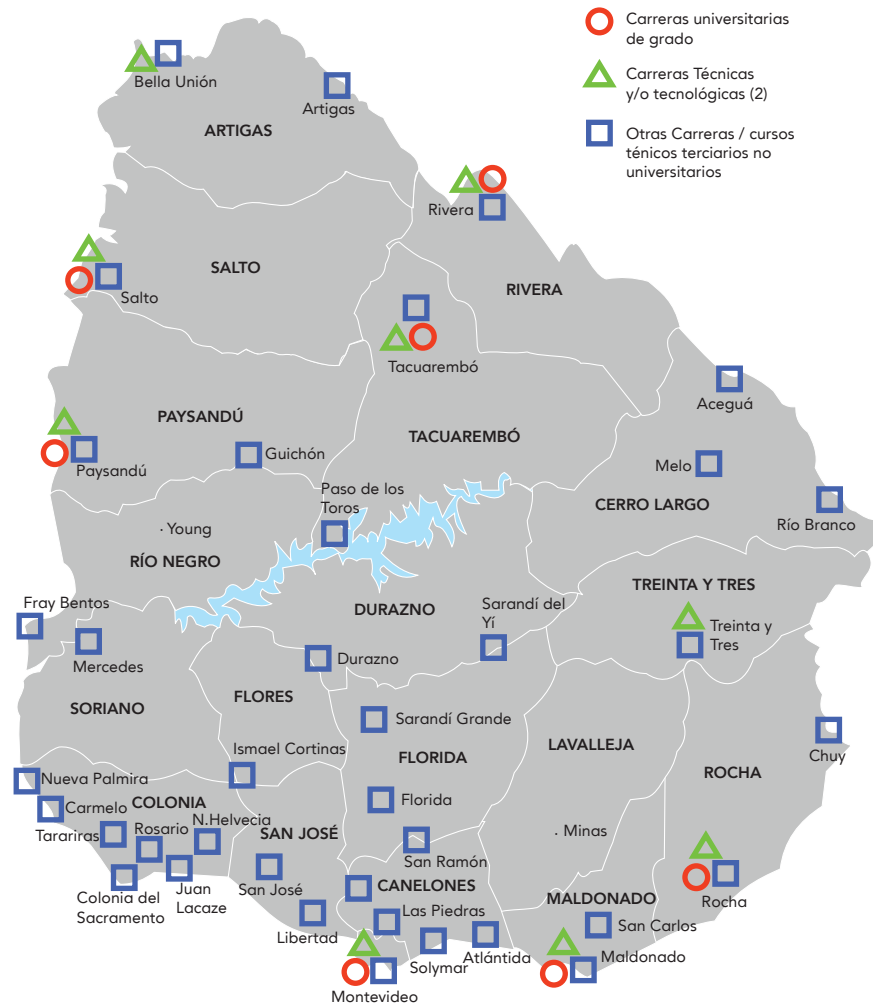 Carreras universitarias
de grado
Carreras Técnicas
y/o tecnológicas (2)
Otras Carreras / cursos
ténicos terciarios no
universitarios
Bella Unión
Artigas
ARTIGAS
Rivera
SALTO
Salto
RIVERA
Tacuarembó
Aceguá
PAYSANDÚ
TACUAREMBÓ
Guichón
Paysandú
Melo
Paso de los
Toros
CERRO LARGO
Río Branco
· Young
RÍO NEGRO
TREINTA Y TRES
Fray Bentos
DURAZNO
Sarandí del
Yí
Treinta y
Tres
Mercedes
Durazno
SORIANO
FLORES
Sarandí Grande
Ismael Cortinas
FLORIDA
LAVALLEJA
Chuy
ROCHA
Nueva Palmira
COLONIA
Carmelo
Florida
N.Helvecia
Tarariras
Rosario
SAN JOSÉ
· Minas
San Ramón
San José
Juan
Lacaze
Colonia del
Sacramento
CANELONES
MALDONADO
Rocha
Las Piedras
San Carlos
Libertad
Solymar
Atlántida
Maldonado
Montevideo